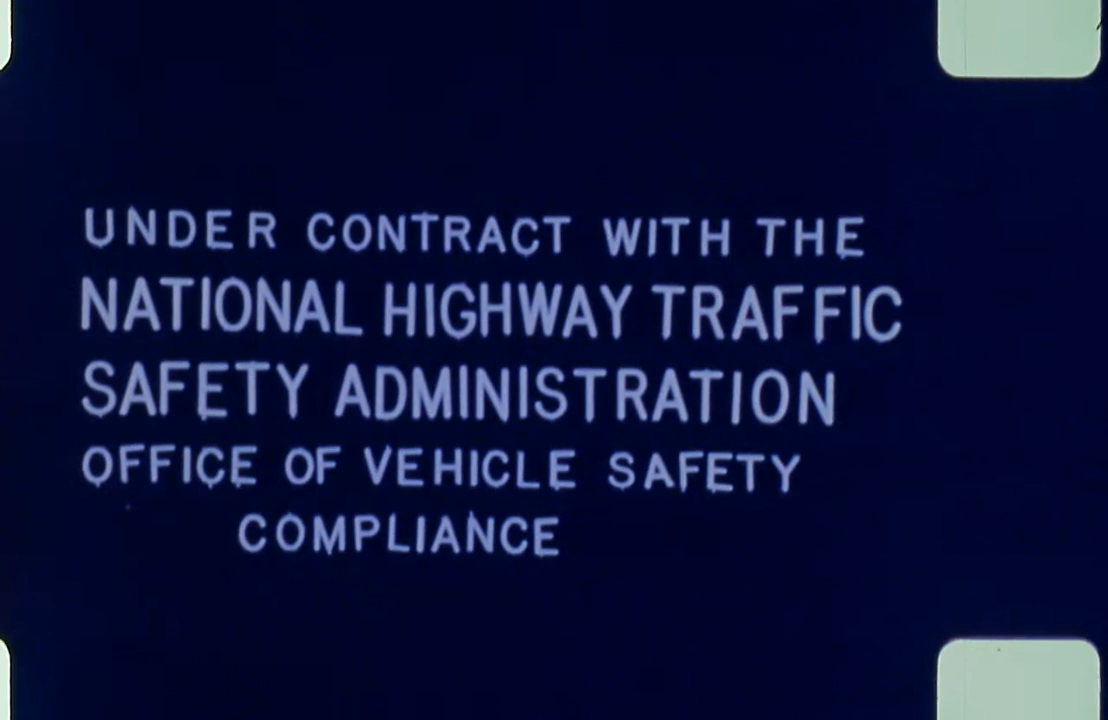 UNDER CONTRACT WITH THE
NATIONAL HIGHWAY TRAFFIC
SAFETY ADMINISTRATION
OFFICE OF VEHICLE SAFETY
COMPLIANCE